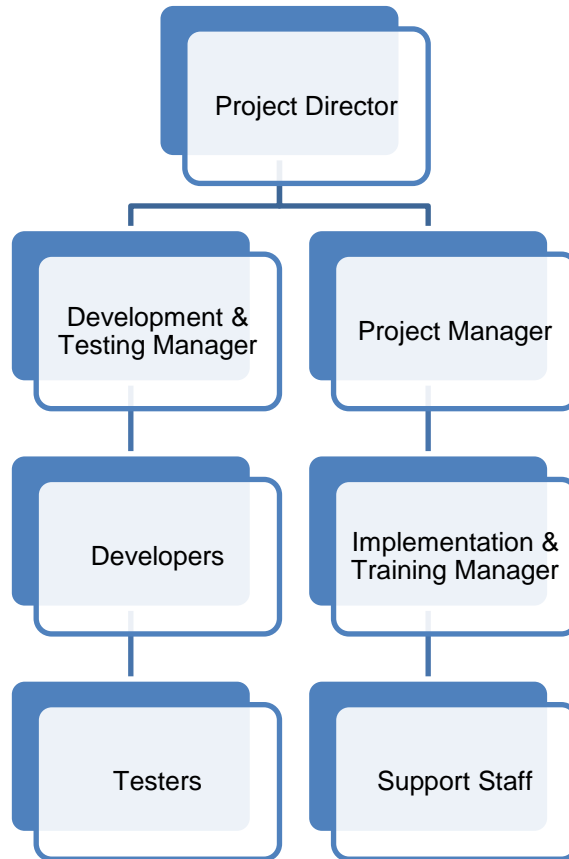 Project Director
Development &
Testing Manager
Project Manager
Developers
Implementation &
Training Manager
Testers
Support Staff